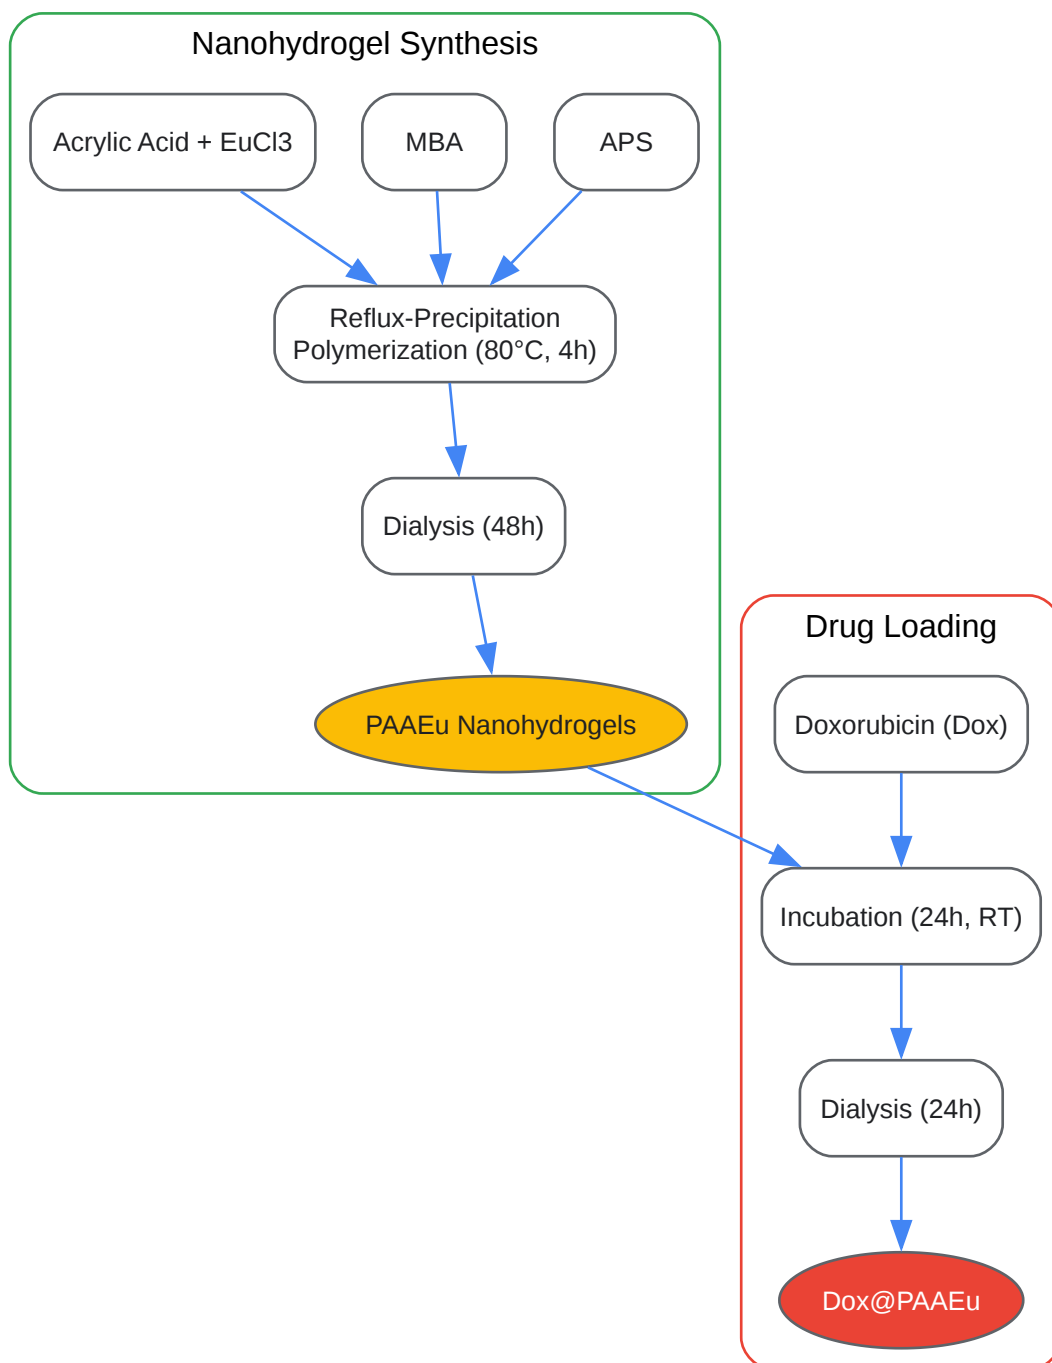 Nanohydrogel Synthesis
Acrylic Acid + EuCl3
MBA
APS
Reflux-Precipitation
Polymerization (80°C, 4h)
Dialysis (48h)
PAAEu Nanohydrogels
Drug Loading
Doxorubicin (Dox)
Incubation (24h, RT)
Dialysis (24h)
Dox@PAAEu